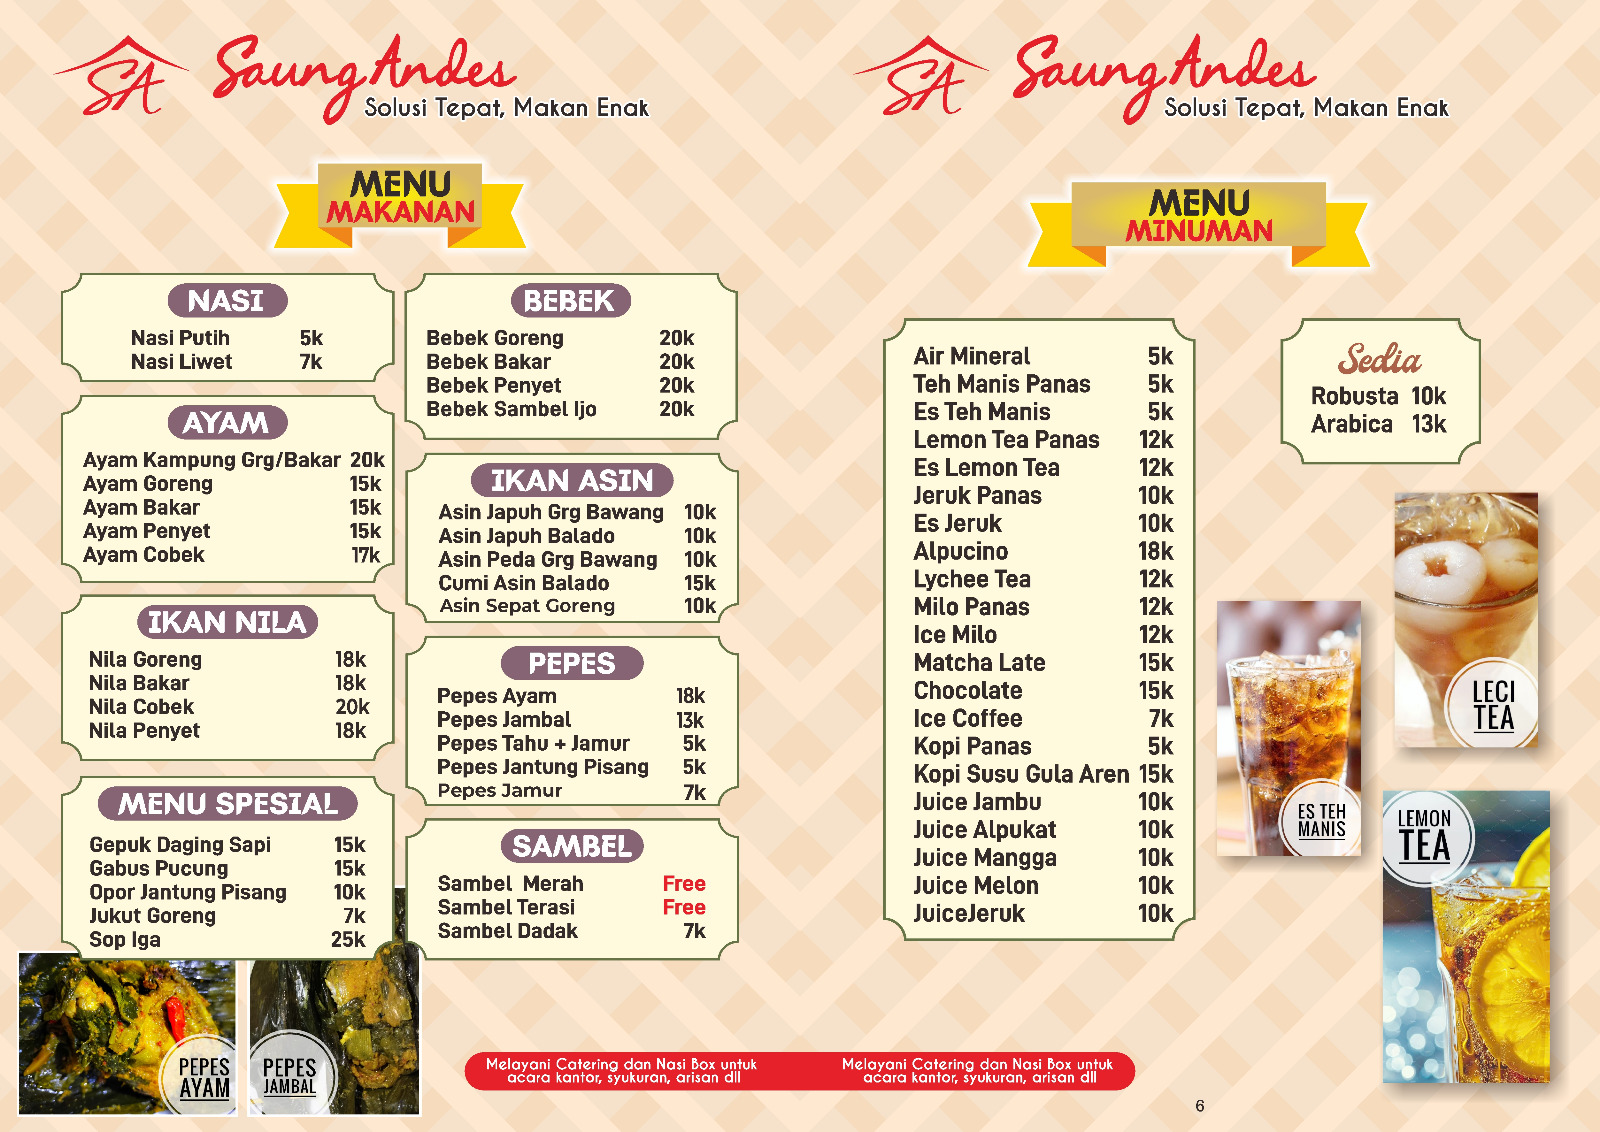 SA
Saung Andes
Solusi Tepat, Makan Enak
MENU
MAKANAN
NASI
Nasi Putih 5k
Nasi Liwet 7k
AYAM
Ayam Kampung Grg/Bakar 20k
Ayam Goreng 15k
Ayam Bakar 15k
Ayam Penyet 15k
Ayam Cobek 17k
IKAN NILA
Nila Goreng 18k
Nila Bakar 18k
Nila Cobek 20k
Nila Penyet 18k
MENU SPESIAL
Gepuk Daging Sapi 15k
Gabus Pucung 15k
Opor Jantung Pisang 10k
Jukut Goreng 7k
Sop Iga 25k
BEBEK
Bebek Goreng 20k
Bebek Bakar 20k
Bebek Penyet 20k
Bebek Sambel Ijo 20k
IKAN ASIN
Asin Japuh Grg Bawang 10k
Asin Japuh Balado 10k
Asin Peda Grg Bawang 10k
Cumi Asin Balado 15k
Asin Sepat Goreng 10k
PEPES
Pepes Ayam 18k
Pepes Jambal 13k
Pepes Tahu + Jamur 5k
Pepes Jantung Pisang 5k
Pepes Jamur 7k
SAMBEL
Sambel Merah Free
Sambel Terasi Free
Sambel Dadak 7k
PEPES
AYAM
PEPES
JAMBAL
Melayani Catering dan Nasi Box untuk
acara kantor, syukuran, arisan dll
SA
Saung Andes
Solusi Tepat, Makan Enak
MENU
MINUMAN
Air Mineral 5k
Teh Manis Panas 5k
Es Teh Manis 5k
Lemon Tea Panas 12k
Es Lemon Tea 12k
Jeruk Panas 10k
Es Jeruk 10k
Alpucino 18k
Lychee Tea 12k
Milo Panas 12k
Ice Milo 12k
Matcha Late 15k
Chocolate 15k
Ice Coffee 7k
Kopi Panas 5k
Kopi Susu Gula Aren 15k
Juice Jambu 10k
Juice Alpukat 10k
Juice Mangga 10k
Juice Melon 10k
JuiceJeruk 10k
Sedia
Robusta 10k
Arabica 13k
LECI
TEA
ES TEH
MANIS
LEMON
TEA
Melayani Catering dan Nasi Box untuk
acara kantor, syukuran, arisan dll
6